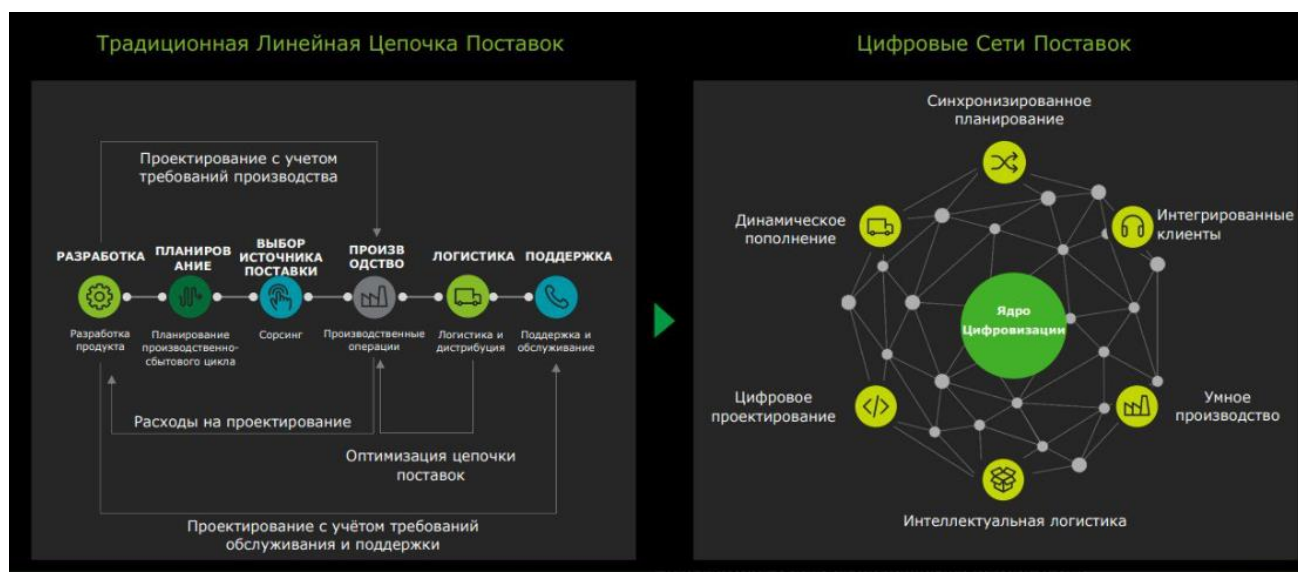 Традиционная Линейная Цепочка Поставок
Проектирование с учетом
требований производства
РАЗРАБОТКА
ПЛАНИРОВ
АНИЕ
ВЫБОР
ИСТОЧНИКА
ПОСТАВКИ
ПРОИЗВ
ОДСТВО
ЛОГИСТИКА
ПОДДЕРЖКА
Разработка
продукта
Планирование
производственно-
сбытового цикла
Сорсинг
Производственные
операции
Логистика и
дистрибуция
Поддержка и
обслуживание
Расходы на проектирование
Оптимизация цепочки
поставок
Проектирование с учётом требований
обслуживания и поддержки
Цифровые Сети Поставок
Синхронизированное
планирование
Динамическое
пополнение
Интегрированные
клиенты
Ядро
Цифровизации
Цифровое
проектирование
Умное
производство
Интеллектуальная логистика